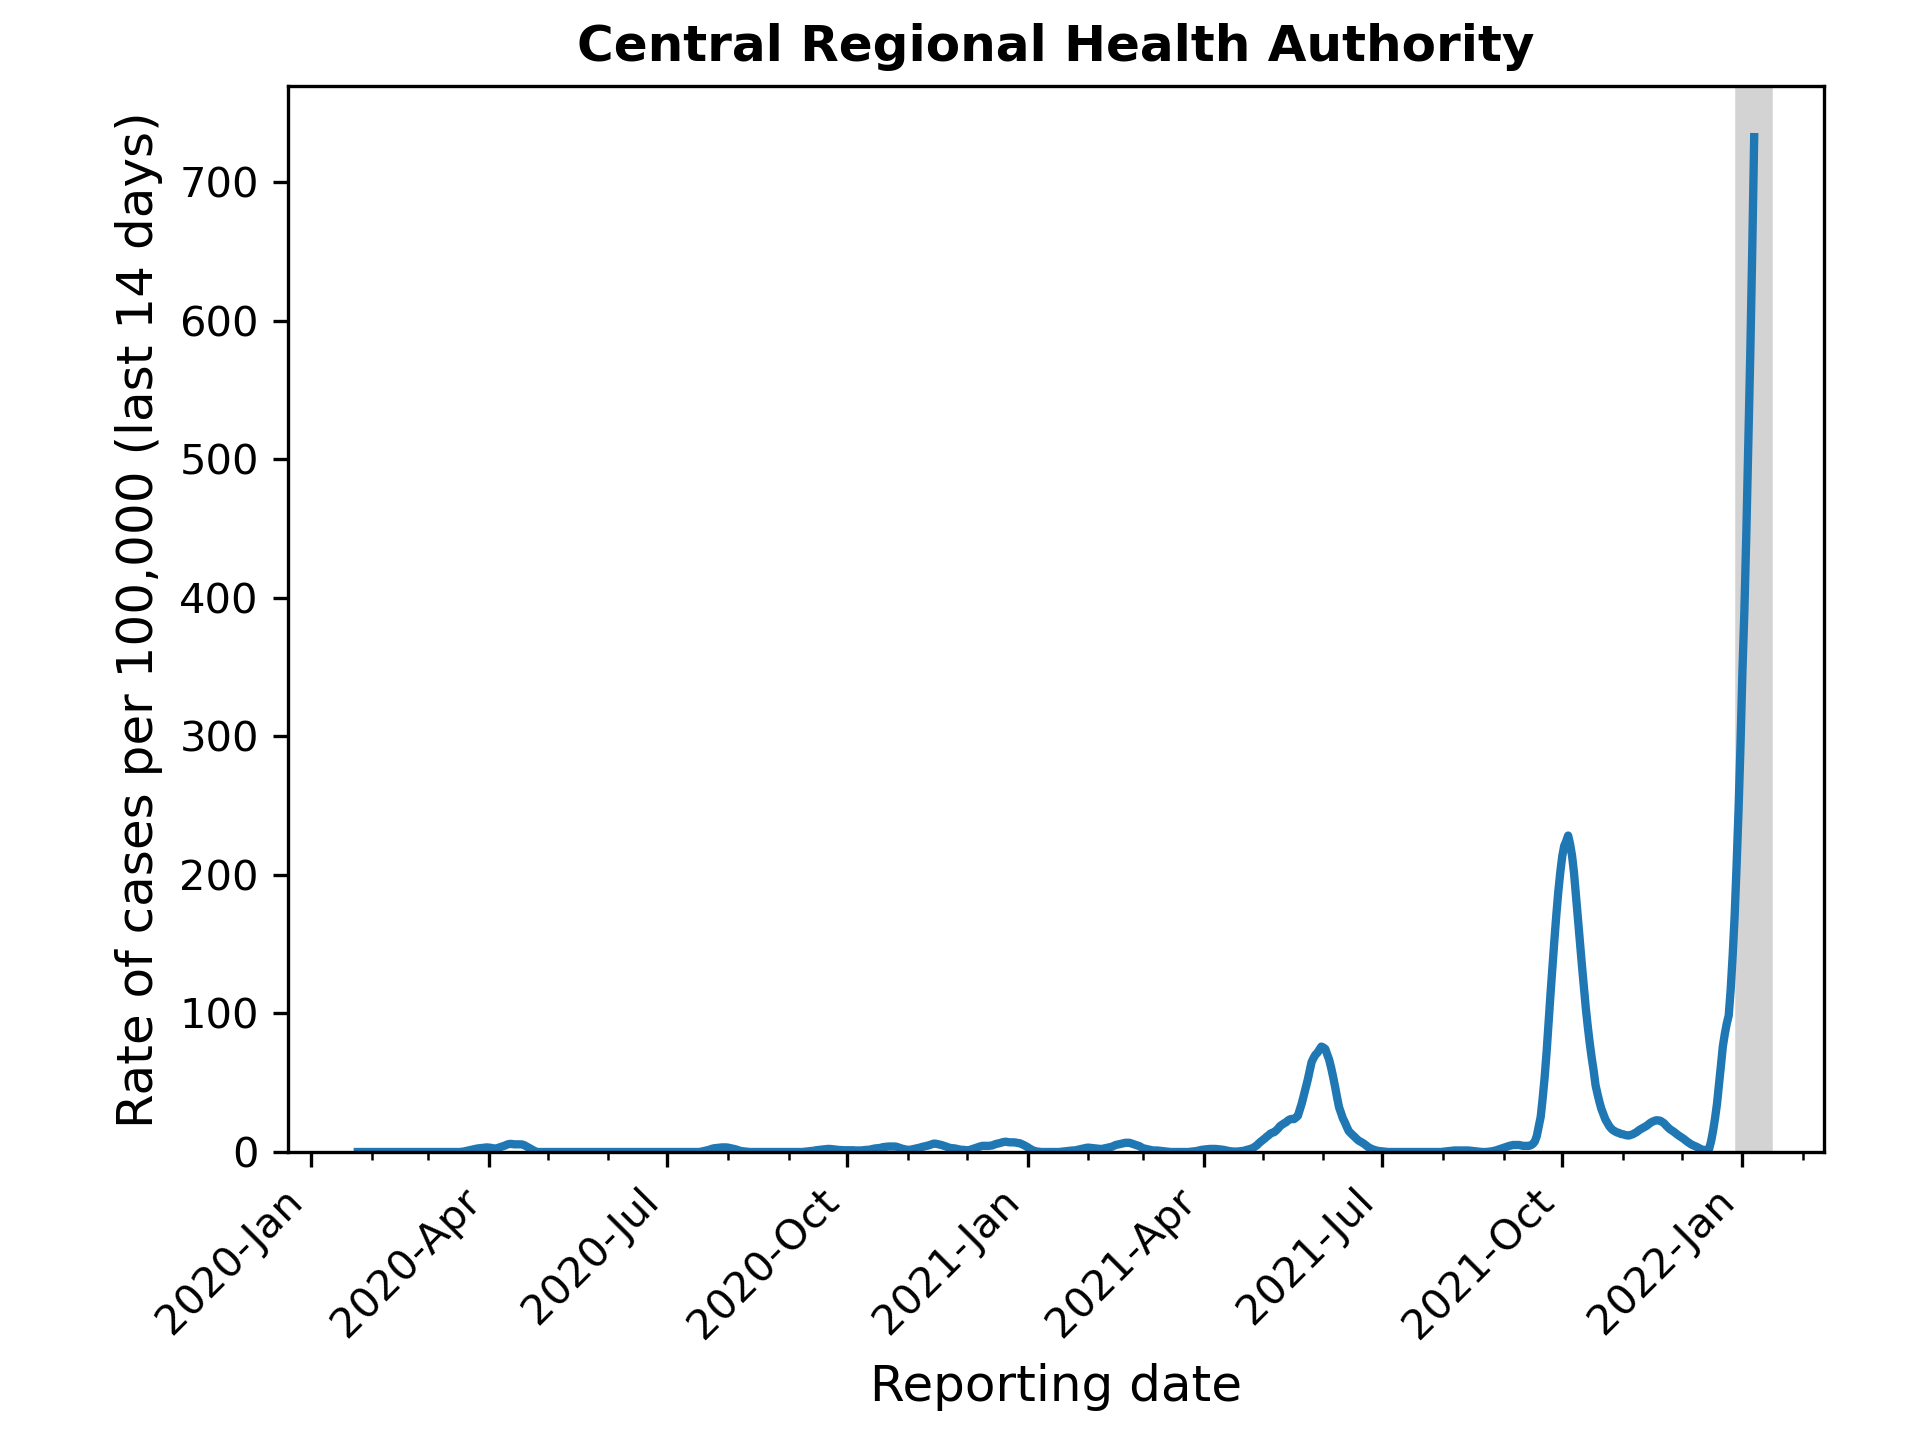 Central Regional Health Authority
Rate of cases per 100,000 (last 14 days)
700
600
500
400
300
200
100
0
2020-Jan
2020-Apr
2020-Jul
2020-Oct
2021-Jan
2021-Apr
2021-Jul
2021-Oct
2022-Jan
Reporting date